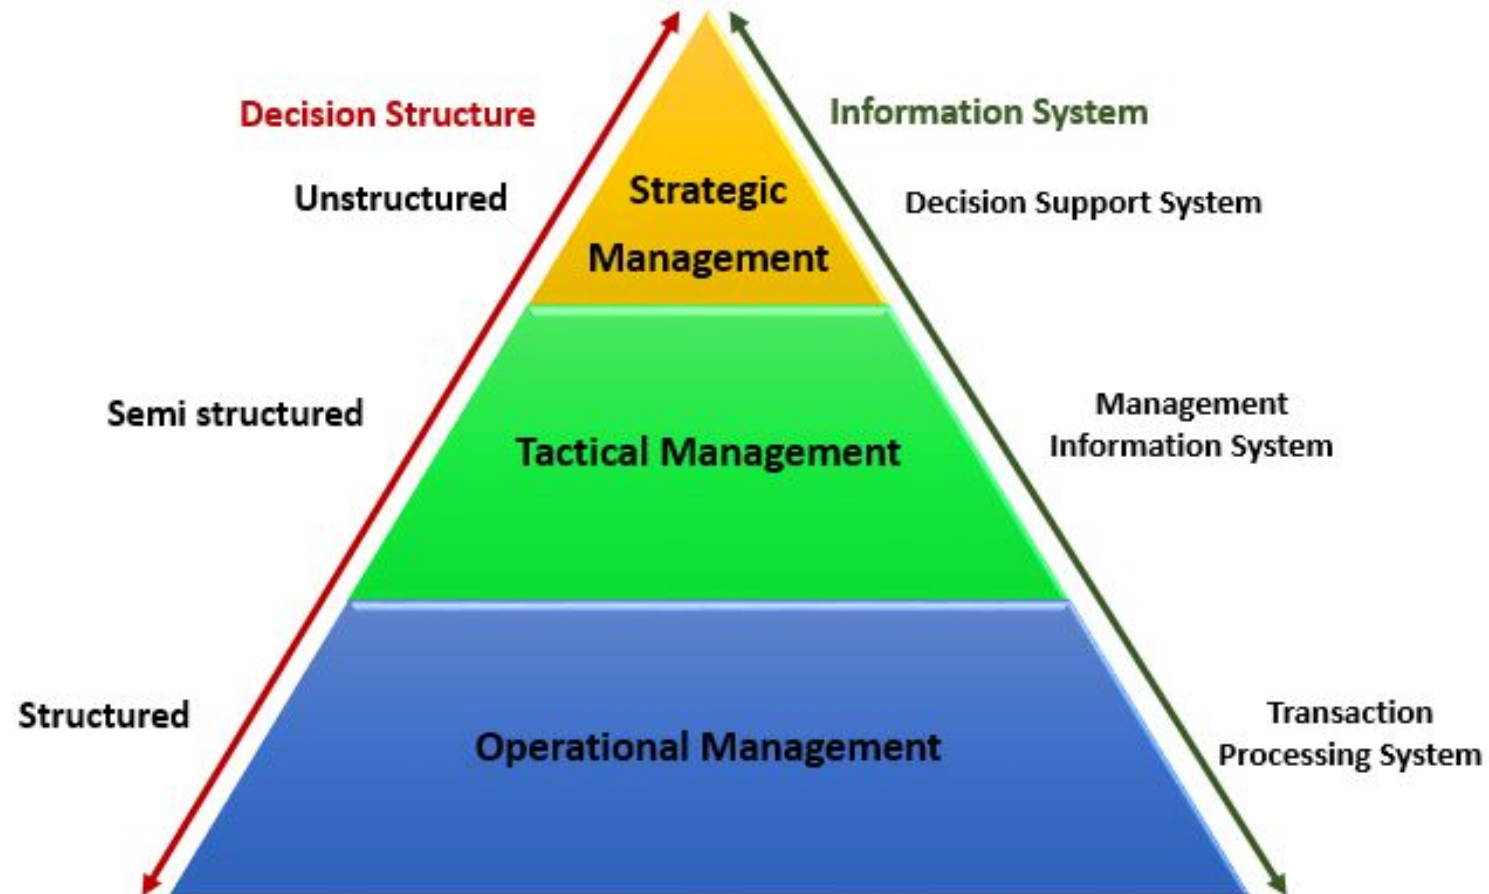 Decision Structure
Information System
Unstructured
Strategic
Management
Decision Support System
Semi structured
Tactical Management
Management
Information System
Structured
Operational Management
Transaction
Processing System